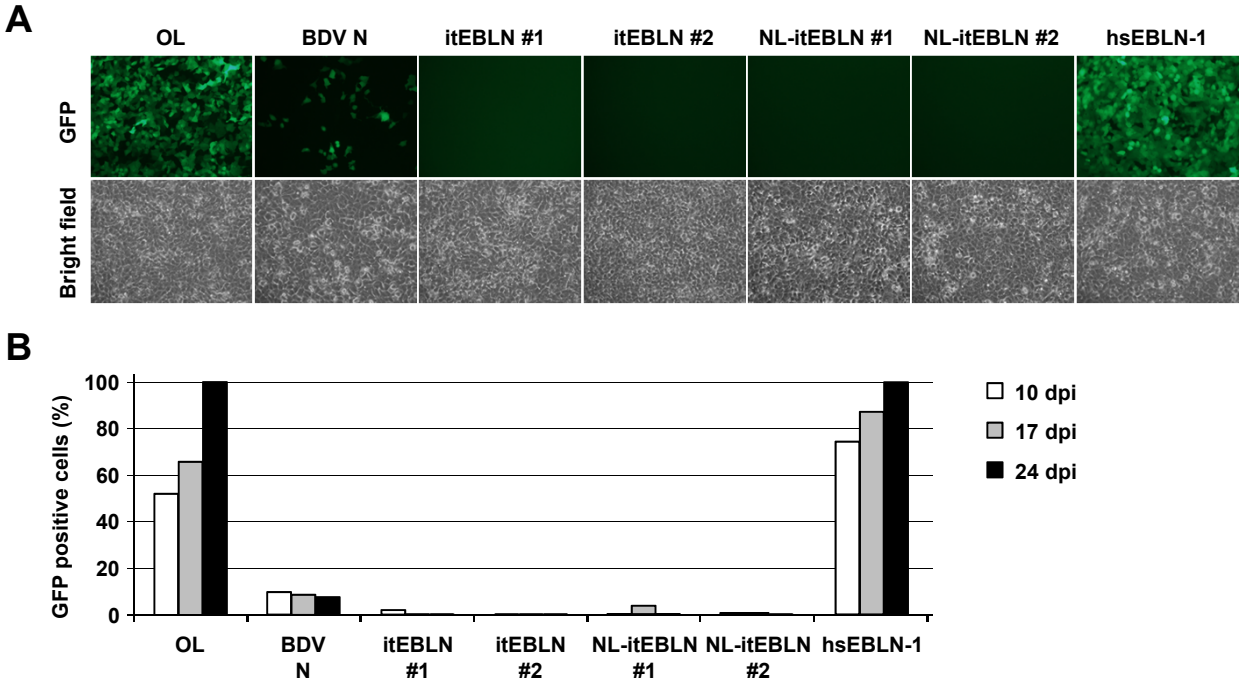 A
OL BDV N itEBLN #1 itEBLN #2 NL-itEBLN #1 NL-itEBLN #2 hsEBLN-1
GFP
Bright field
B
GFP positive cells (%)
100
80
60
40
20
0
10 dpi
17 dpi
24 dpi
OL BDV itEBLN itEBLN NL-itEBLN NL-itEBLN hsEBLN-1
N #1 #2 #1 #2